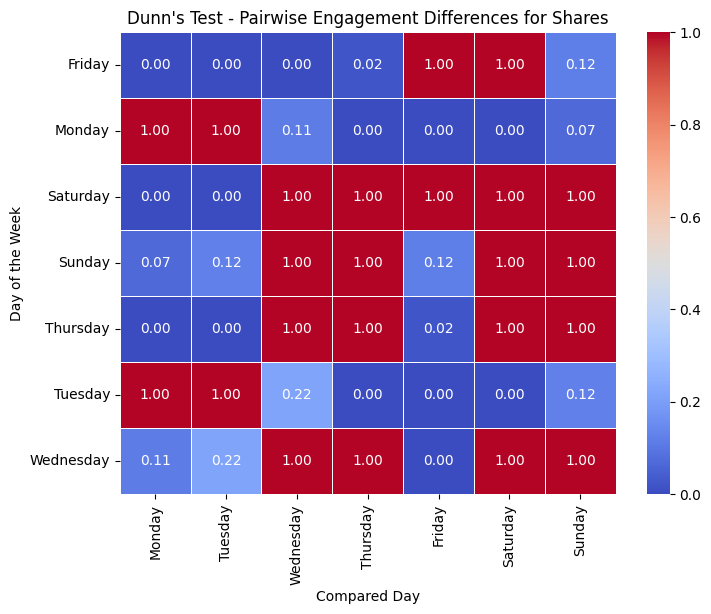 Dunn's Test - Pairwise Engagement Differences for Shares
Friday 0.00 0.00 0.00 0.02 1.00 1.00 0.12
Monday 1.00 1.00 0.11 0.00 0.00 0.00 0.07
Saturday 0.00 0.00 1.00 1.00 1.00 1.00 1.00
Sunday 0.07 0.12 1.00 1.00 0.12 1.00 1.00
Thursday 0.00 0.00 1.00 1.00 0.02 1.00 1.00
Tuesday 1.00 1.00 0.22 0.00 0.00 0.00 0.12
Wednesday 0.11 0.22 1.00 1.00 0.00 1.00 1.00
Day of the Week
Monday Tuesday Wednesday Thursday Friday Saturday Sunday
Compared Day
1.0
0.8
0.6
0.4
0.2
0.0